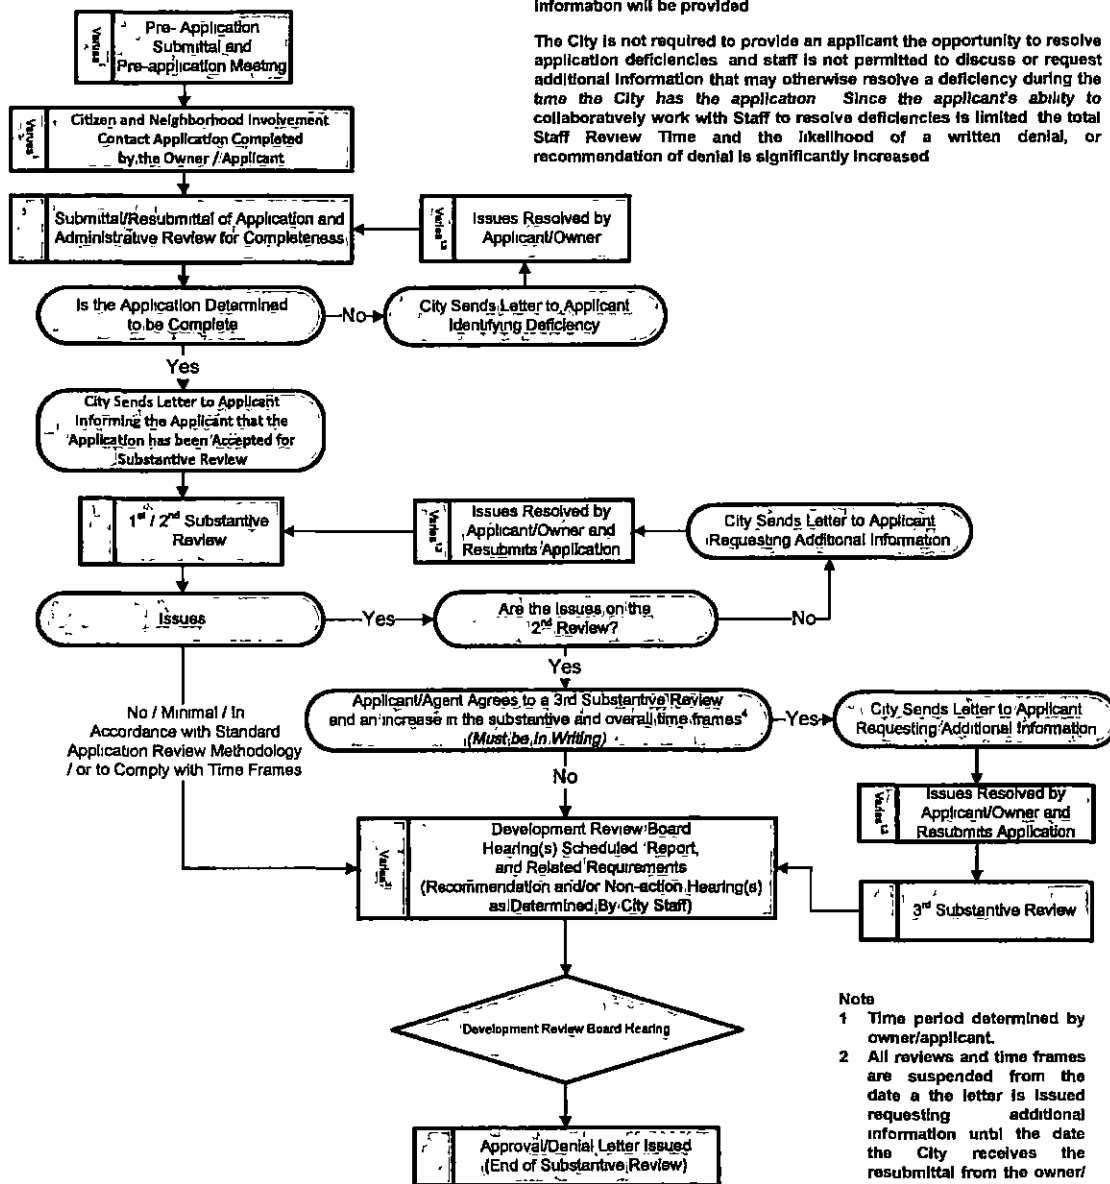 information will be provided
The City is not required to provide an applicant the opportunity to resolve
application deficiencies and staff is not permitted to discuss or request
additional information that may otherwise resolve a deficiency during the
time the City has the application Since the applicant's ability to
collaboratively work with Staff to resolve deficiencies is limited the total
Staff Review Time and the likelihood of a written denial, or
recommendation of denial is significantly increased
Varies
Pre- Application
Submittal and
Pre-application Meeting
Varies
Citizen and Neighborhood Involvement
Contact Application Completed
by the Owner / Applicant
Submittal/Resubmittal of Application and
Administrative Review for Completeness
Varies
Issues Resolved by
Applicant/Owner
Is the Application Determined
to be Complete
No
City Sends Letter to Applicant
Identifying Deficiency
Yes
City Sends Letter to Applicant
Informing the Applicant that the
Application has been Accepted for
Substantive Review
1st / 2nd Substantive
Review
Varies
Issues Resolved by
Applicant/Owner and
Resubmits Application
City Sends Letter to Applicant
Requesting Additional Information
Issues
Yes
Are the Issues on the
2nd Review?
No
Yes
No / Minimal / In
Accordance with Standard
Application Review Methodology
/ or to Comply with Time Frames
Applicant/Agent Agrees to a 3rd Substantive Review
and an increase in the substantive and overall time frames4
(Must be in Writing)
Yes
City Sends Letter to Applicant
Requesting Additional Information
No
Varies
Issues Resolved by
Applicant/Owner and
Resubmits Application
Varies
Development Review Board
Hearing(s) Scheduled Report,
and Related Requirements
(Recommendation and/or Non-action Hearing(s)
as Determined By City Staff)
3rd Substantive Review
Development Review Board Hearing
Approval/Denial Letter Issued
(End of Substantive Review)
Note
1 Time period determined by
owner/applicant.
2 All reviews and time frames
are suspended from the
date a the letter is issued
requesting additional
information until the date
the City receives the
resubmittal from the owner/